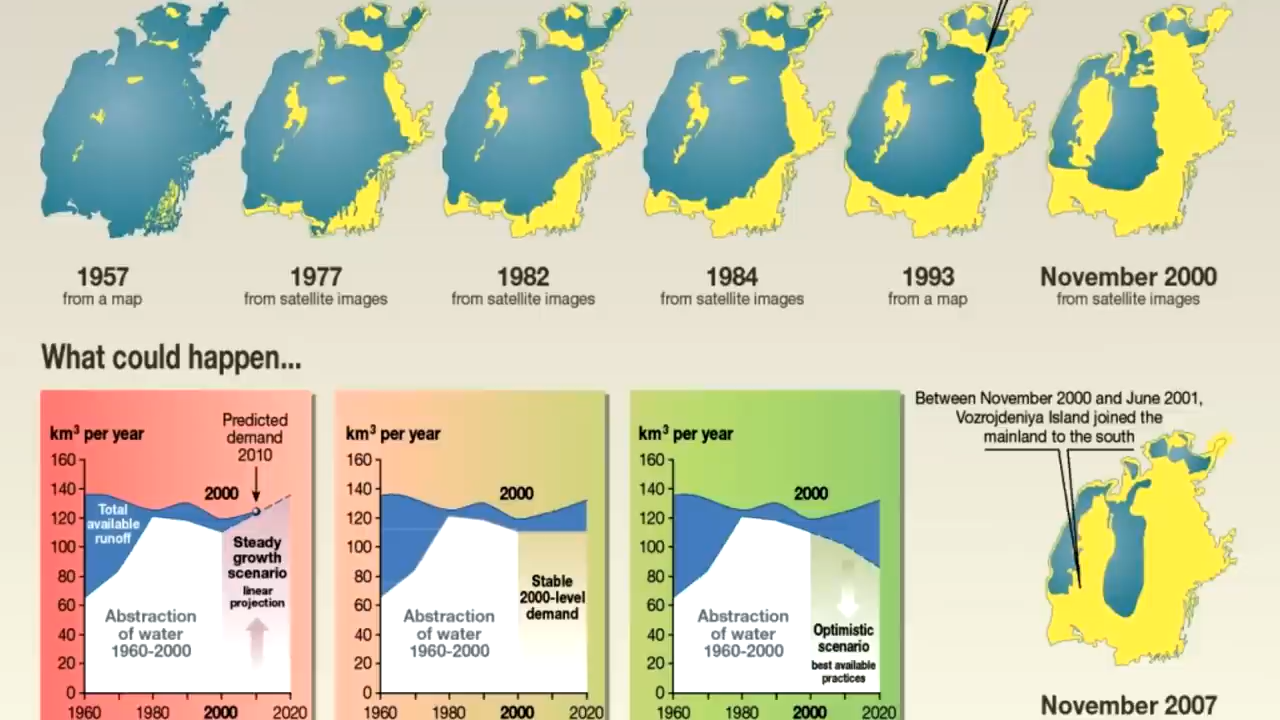 1957
from a map
1977
from satellite images
1982
from satellite images
1984
from satellite images
1993
from a map
November 2000
from satellite images
What could happen...
km³ per year
Predicted
demand
2010
160
140
120
100
80
60
40
20
0
2000
Total
available
runoff
Steady
growth
scenario
linear
projection
Abstraction
of water
1960-2000
1960
1980
2000
2020
km³ per year
160
140
120
100
80
60
40
20
0
2000
Stable
2000-level
demand
Abstraction
of water
1960-2000
1960
1980
2000
2020
km³ per year
160
140
120
100
80
60
40
20
0
2000
Abstraction
of water
1960-2000
Optimistic
scenario
best available
practices
1960
1980
2000
2020
Between November 2000 and June 2001,
Vozrojdeniya Island joined the
mainland to the south
November 2007